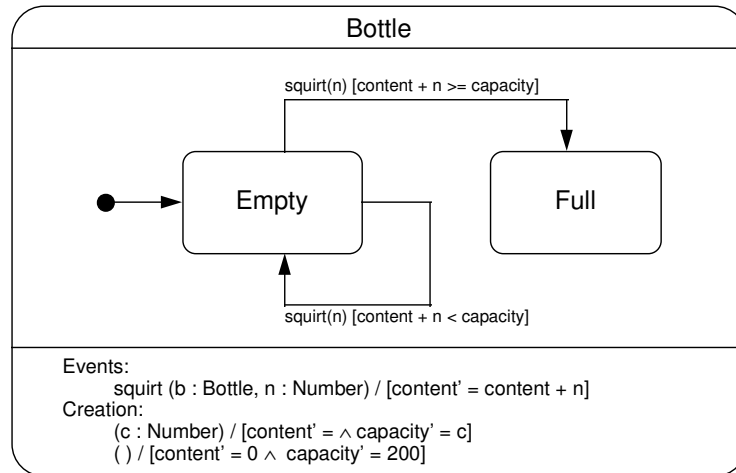 Bottle
squirt(n) [content + n >= capacity]
Empty
Full
squirt(n) [content + n < capacity]
Events:
squirt (b : Bottle, n : Number) / [content' = content + n]
Creation:
(c : Number) / [content' = ∧ capacity' = c]
( ) / [content' = 0 ∧ capacity' = 200]